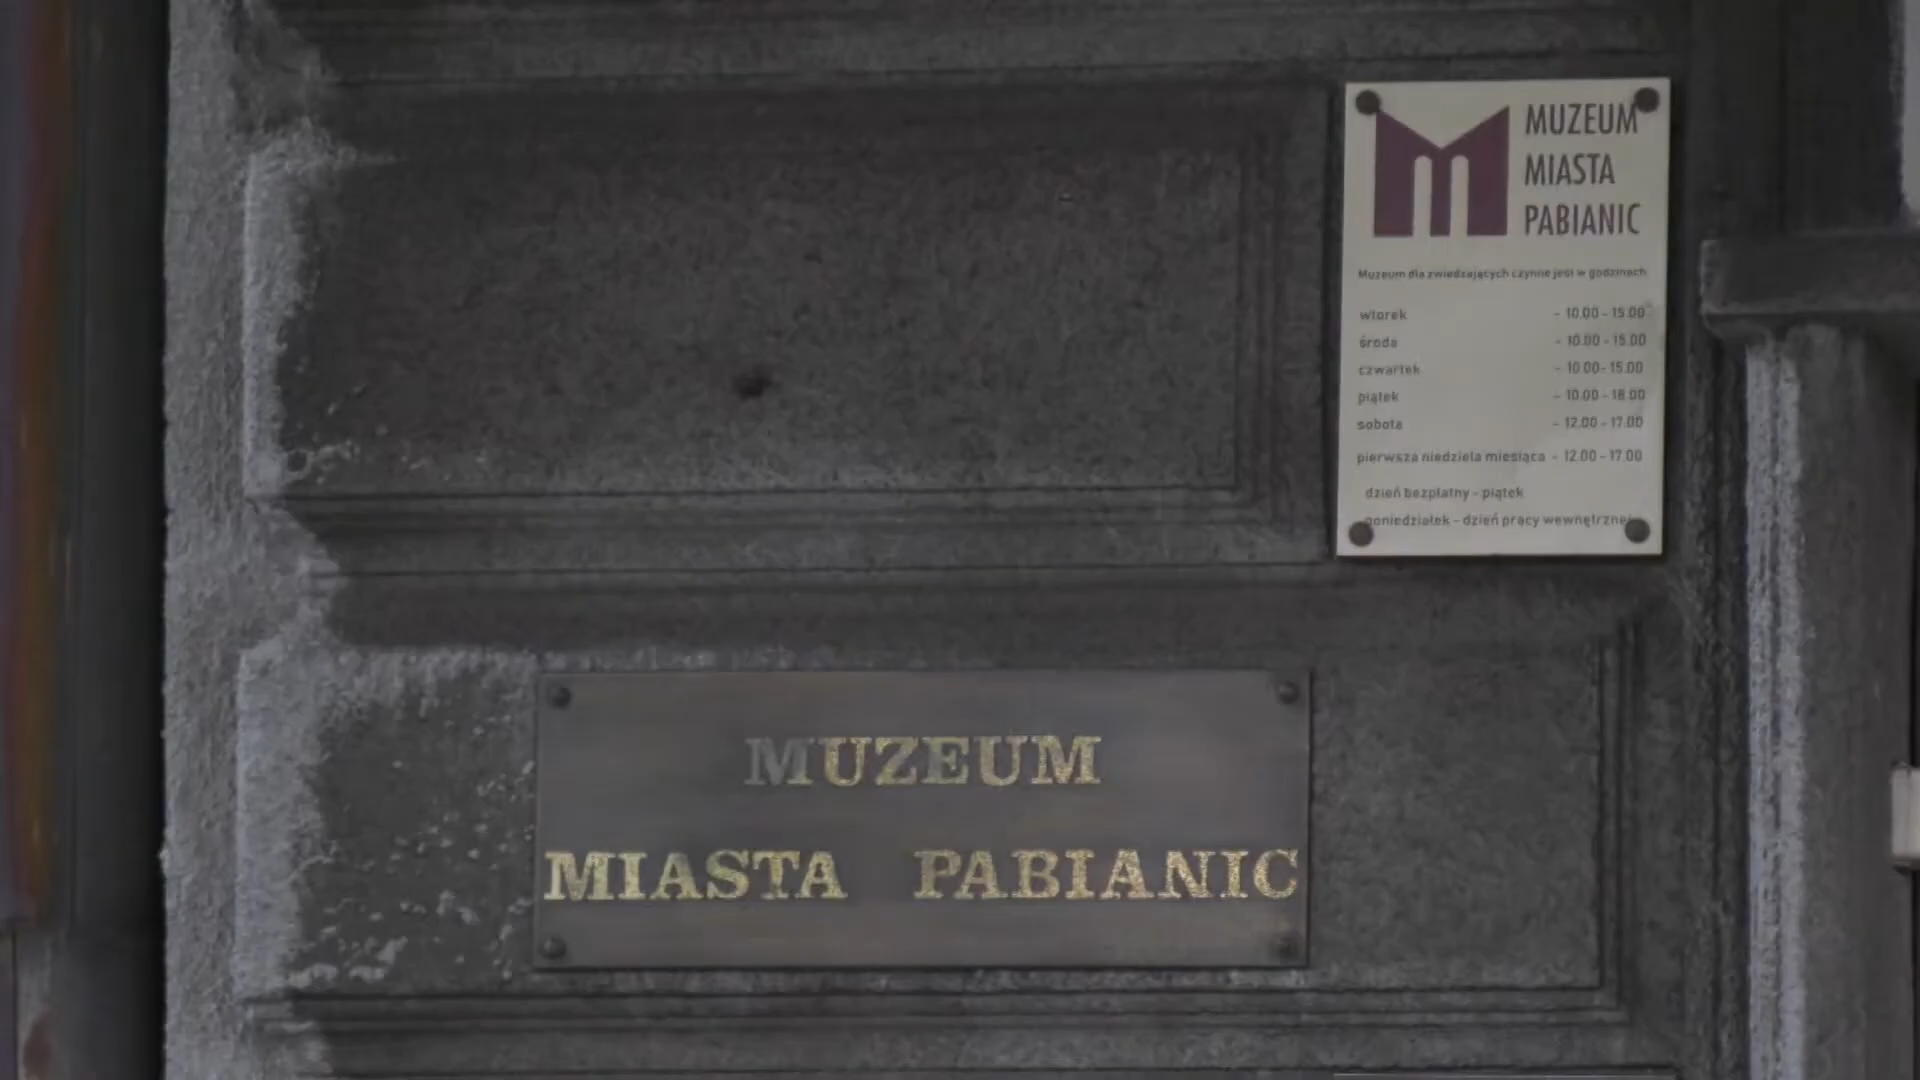 MUZEUM
MIASTA
PABIANIC
Muzeum dla zwiedzających czynne jest w godzinach
wtorek - 10.00 - 15.00
środa - 10.00 - 15.00
czwartek - 10.00 - 15.00
piątek - 10.00 - 18.00
sobota - 12.00 - 17.00
pierwsza niedziela miesiąca - 12.00 - 17.00
dzień bezpłatny - piątek
poniedziałek - dzień pracy wewnętrznej
MUZEUM
MIASTA PABIANIC